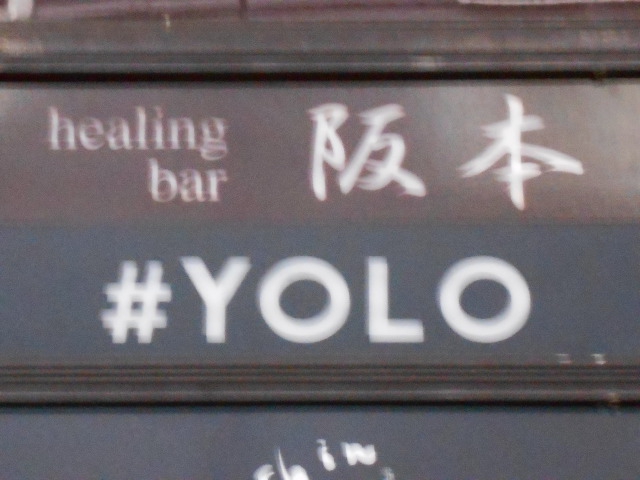 healing
bar
阪本
#YOLO